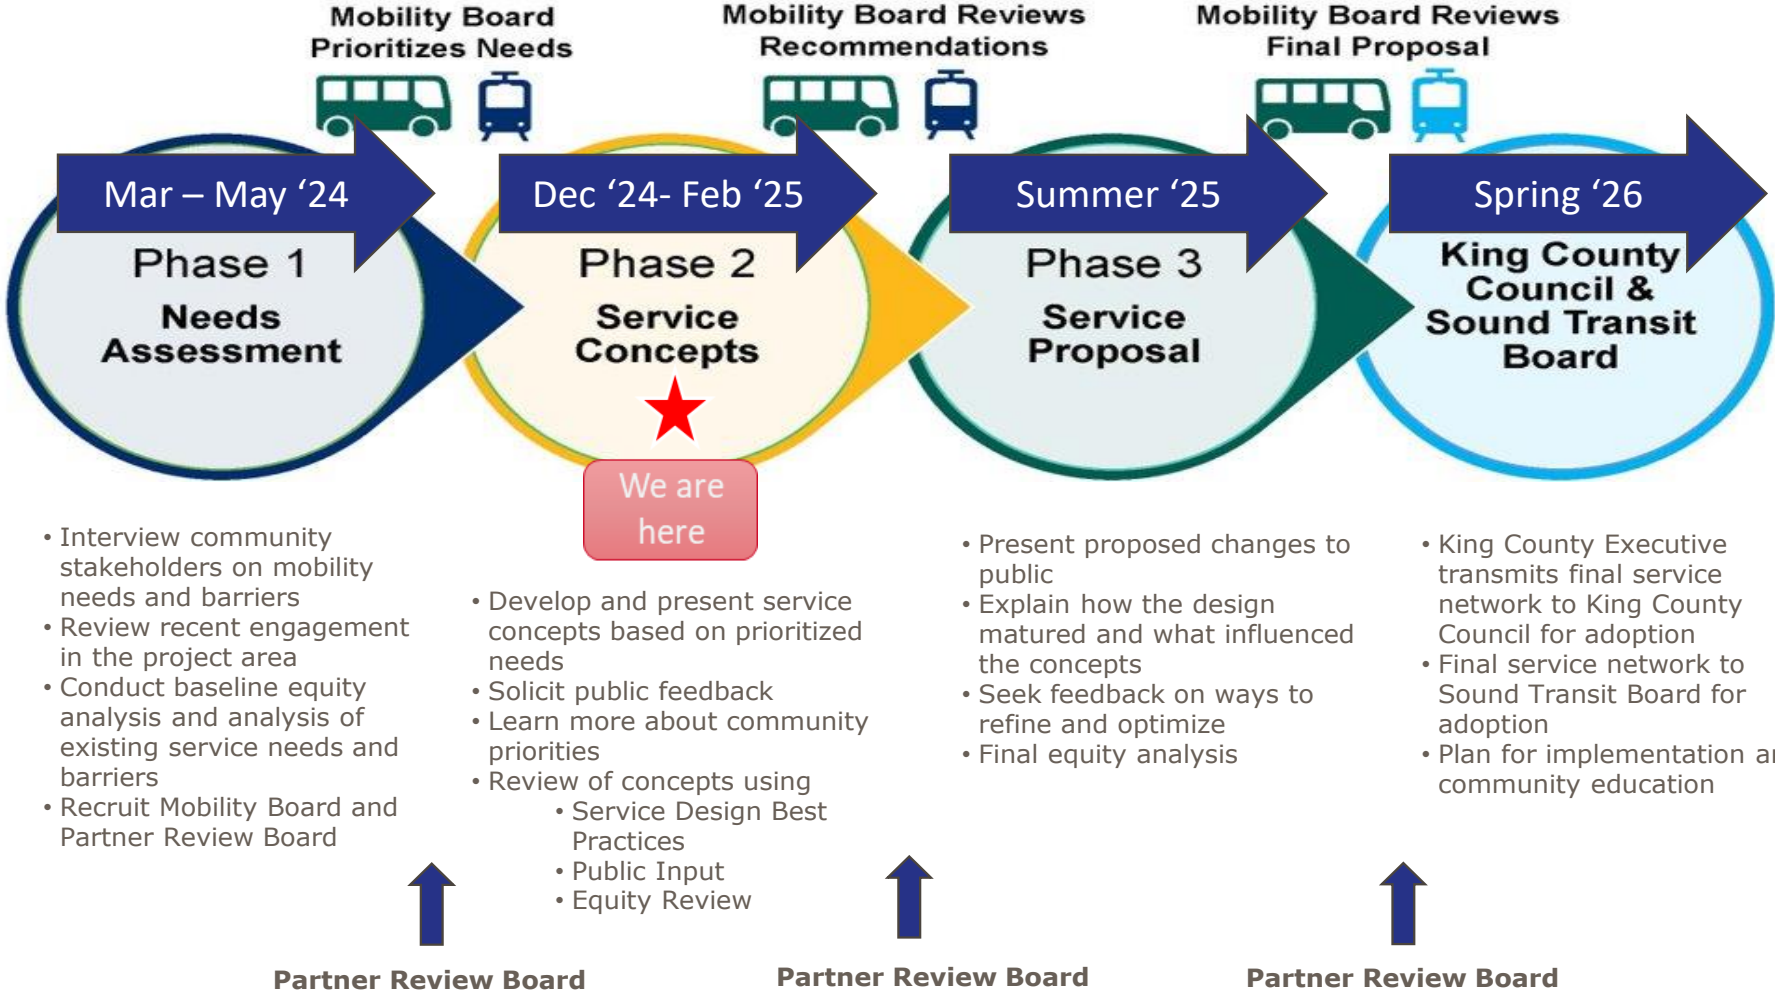 Mobility Board
Prioritizes Needs
Mobility Board Reviews
Recommendations
Mobility Board Reviews
Final Proposal
Mar – May ‘24
Dec ‘24- Feb ‘25
Summer ‘25
Spring ‘26
Phase 1
Needs
Assessment
Phase 2
Service
Concepts
Phase 3
Service
Proposal
King County
Council &
Sound Transit
Board
We are
here
• Interview community
stakeholders on mobility
needs and barriers
• Review recent engagement
in the project area
• Conduct baseline equity
analysis and analysis of
existing service needs and
barriers
• Recruit Mobility Board and
Partner Review Board
• Develop and present service
concepts based on prioritized
needs
• Solicit public feedback
• Learn more about community
priorities
• Review of concepts using
• Service Design Best
Practices
• Public Input
• Equity Review
• Present proposed changes to
public
• Explain how the design
matured and what influenced
the concepts
• Seek feedback on ways to
refine and optimize
• Final equity analysis
• King County Executive
transmits final service
network to King County
Council for adoption
• Final service network to
Sound Transit Board for
adoption
• Plan for implementation
community education
Partner Review Board
Partner Review Board
Partner Review Board